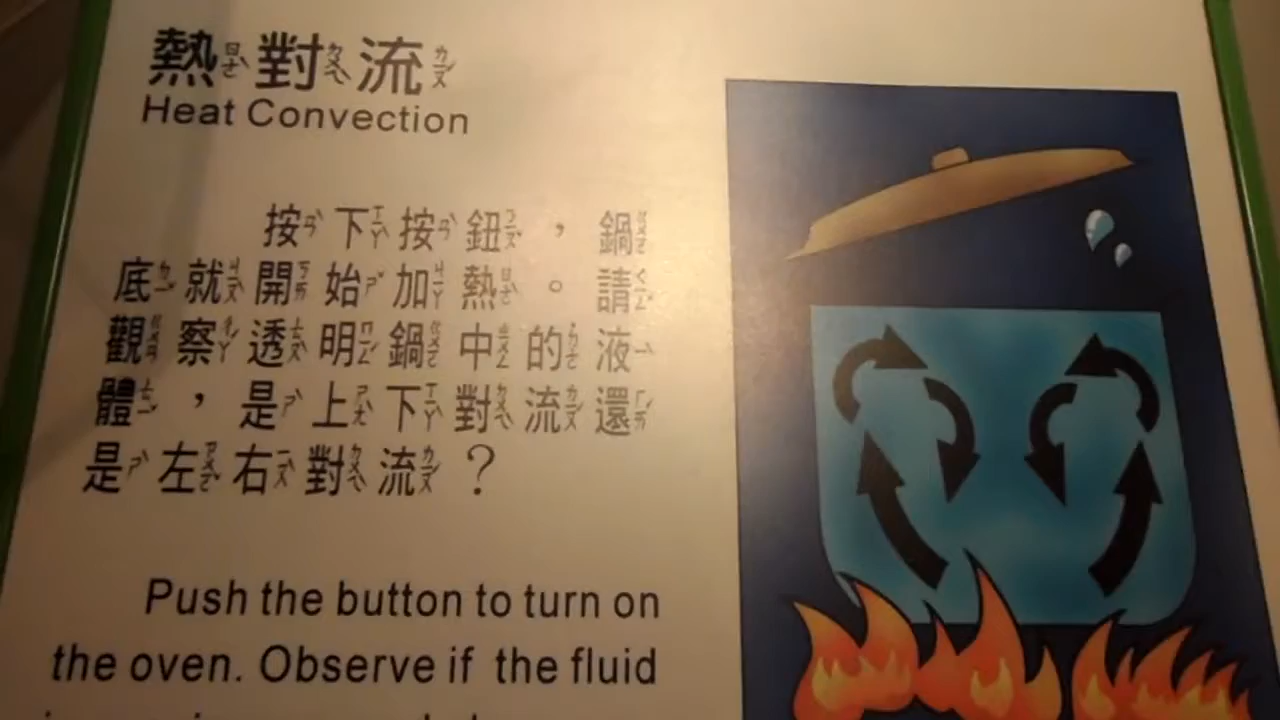 熱對流
Heat Convection
按下按鈕，鍋
底就開始加熱。請
觀察透明鍋中的液
體，是上下對流還
是左右對流？
Push the button to turn on
the oven. Observe if the fluid